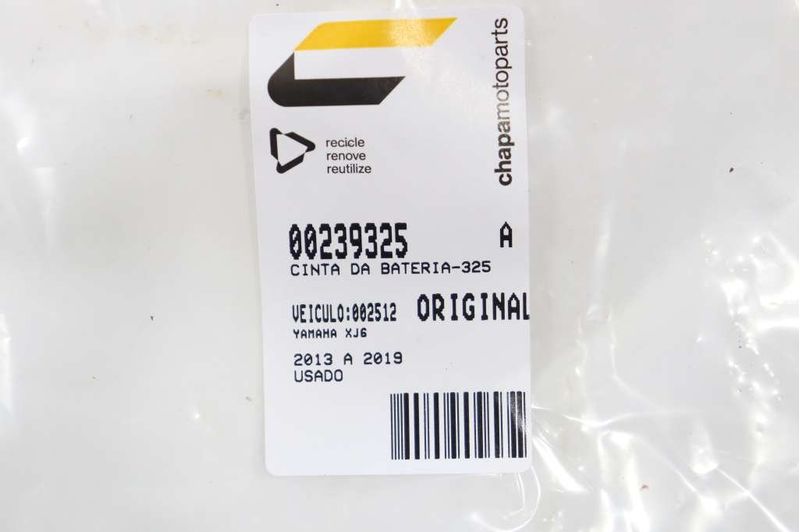 chapamotoparts
recicle
renove
reutilize
00239325 A
CINTA DA BATERIA-325
VEICULO:002512 ORIGINAL
YAMAHA XJ6
2013 A 2019
USADO